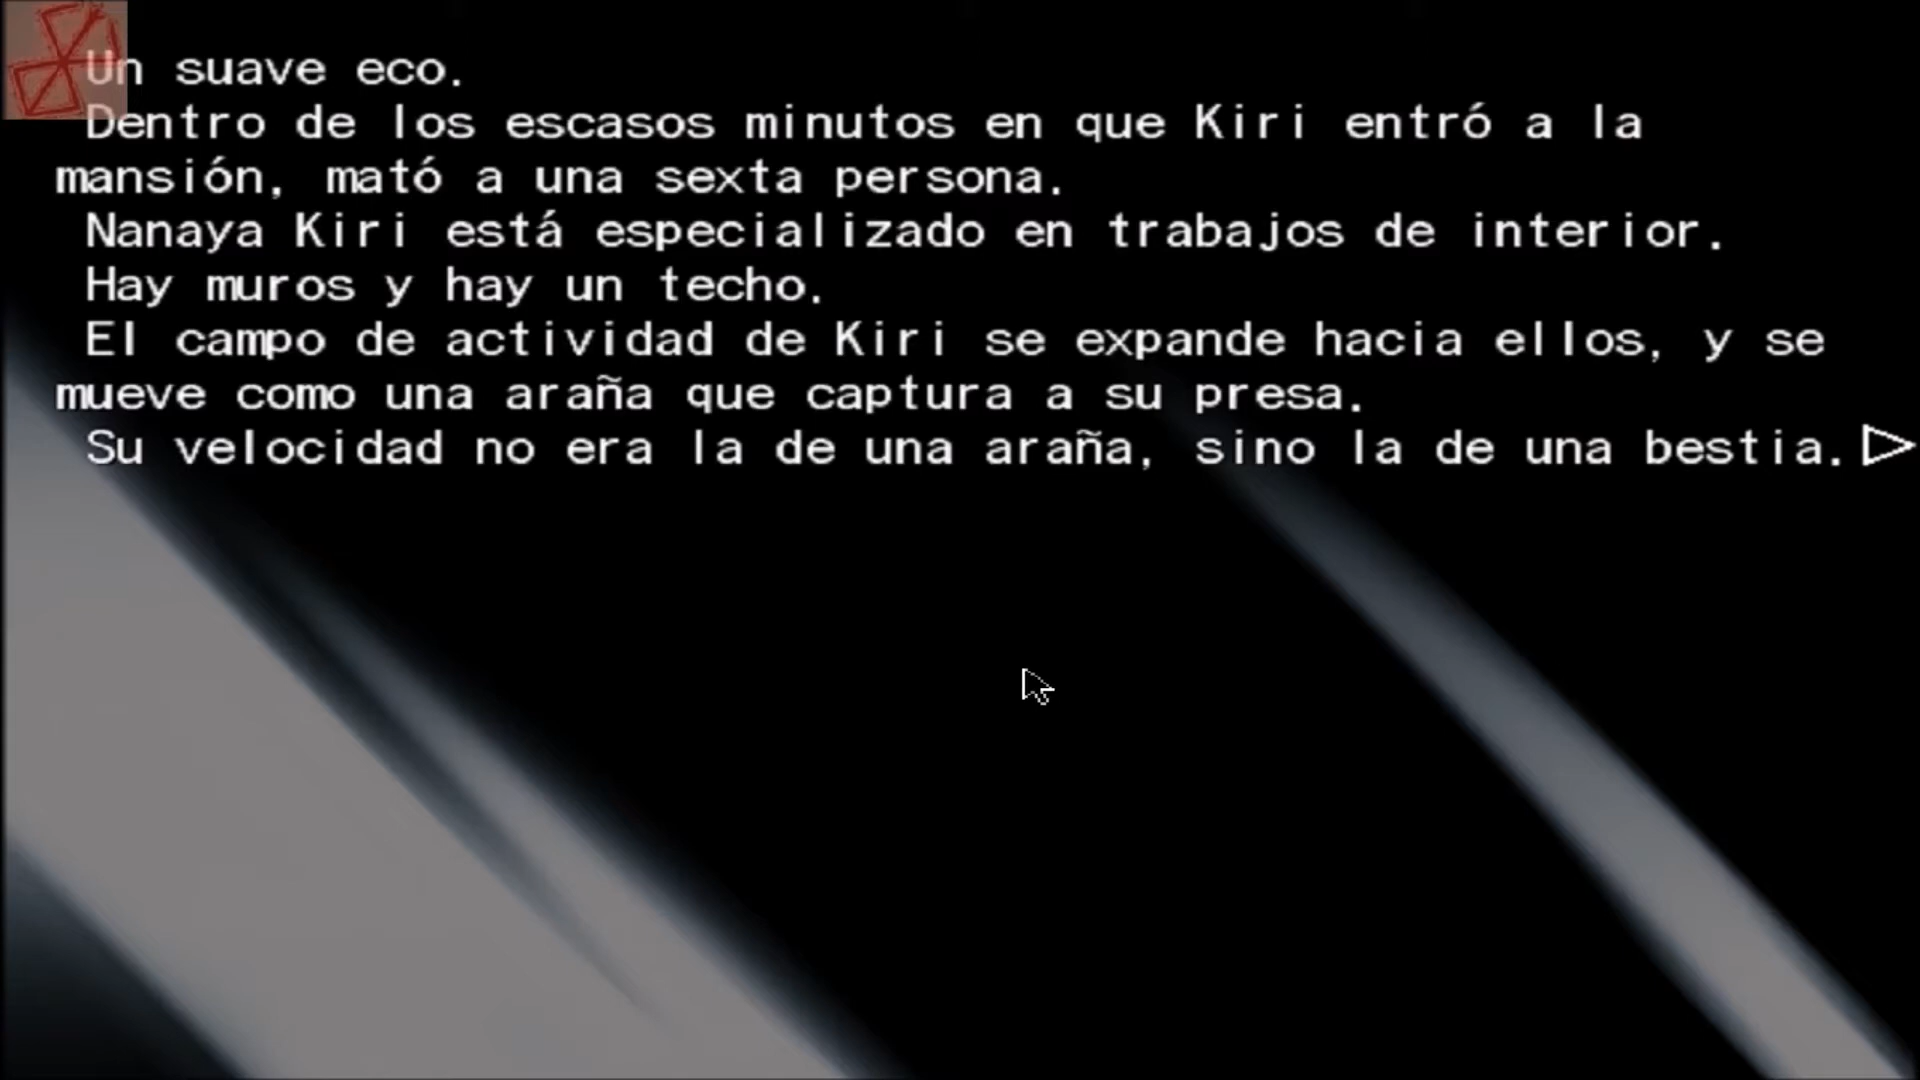 Un suave eco.
Dentro de los escasos minutos en que Kiri entró a la
mansión, mató a una sexta persona.
Nanaya Kiri está especializado en trabajos de interior.
Hay muros y hay un techo.
El campo de actividad de Kiri se expande hacia ellos, y se
mueve como una araña que captura a su presa.
Su velocidad no era la de una araña, sino la de una bestia.